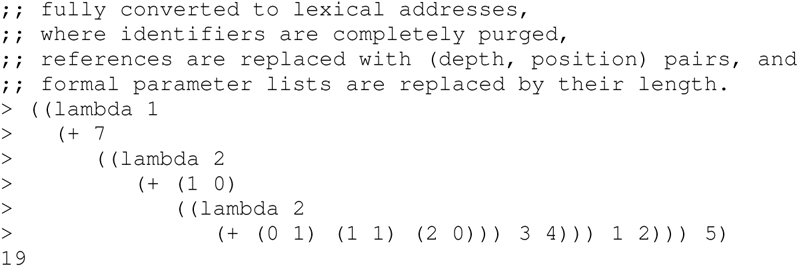 ;; fully converted to lexical addresses,
;; where identifiers are completely purged,
;; references are replaced with (depth, position) pairs, and
;; formal parameter lists are replaced by their length.
> ((lambda 1
>   (+ 7
>      ((lambda 2
>         (+ (1 0)
>            ((lambda 2
>               (+ (0 1) (1 1) (2 0))) 3 4))) 1 2))) 5)
19